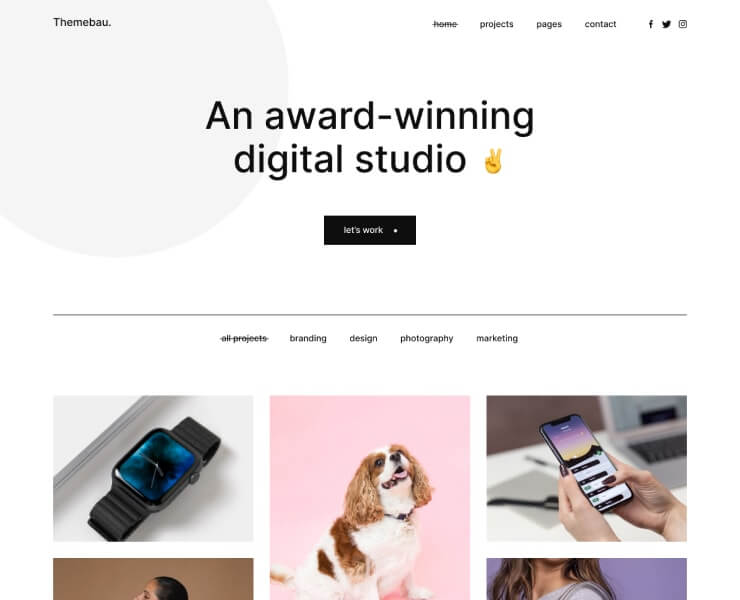 Themebau.
home projects pages contact
An award-winning
digital studio ✌️
let's work
all projects branding design photography marketing